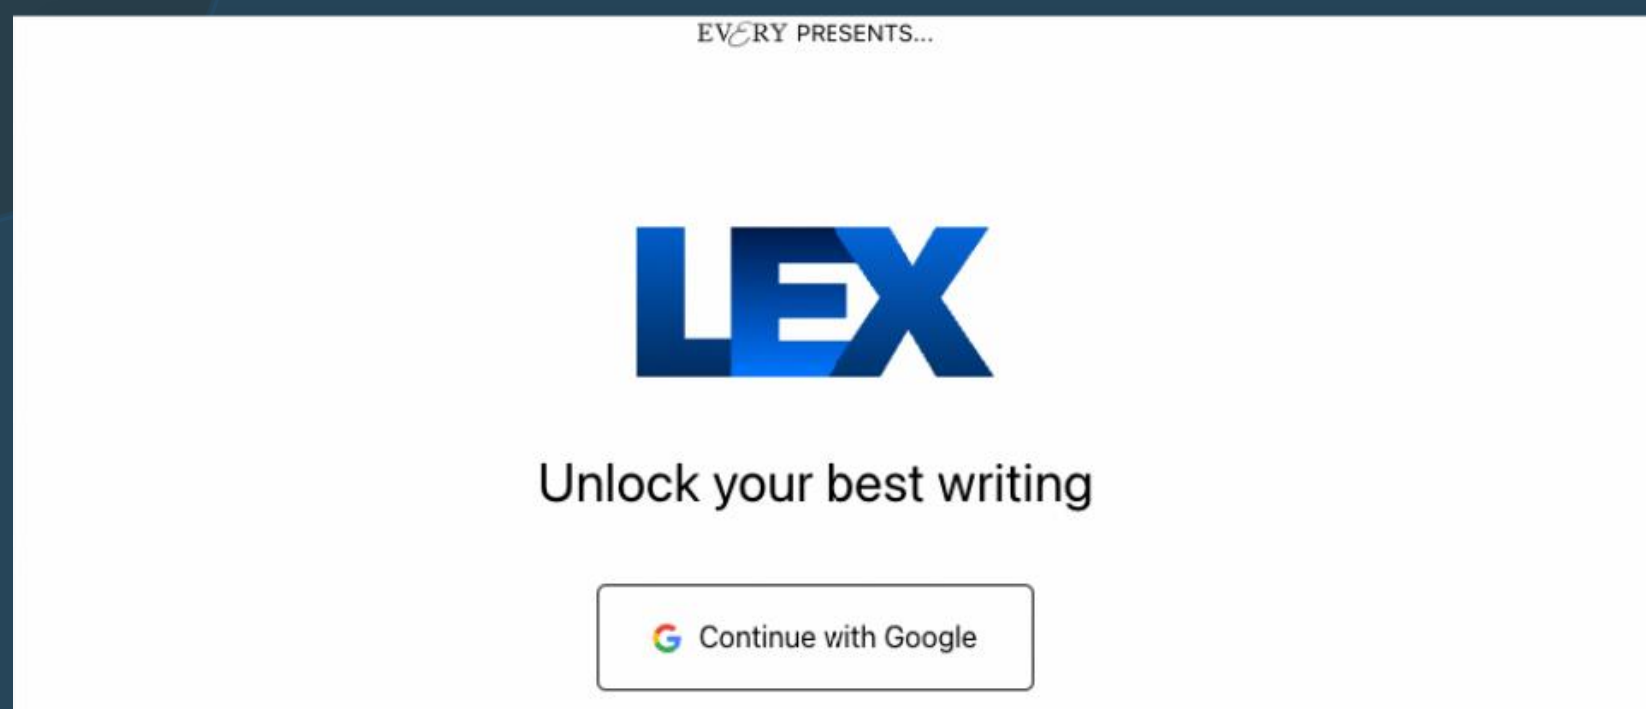 EVERY PRESENTS...
LEX
Unlock your best writing
Continue with Google